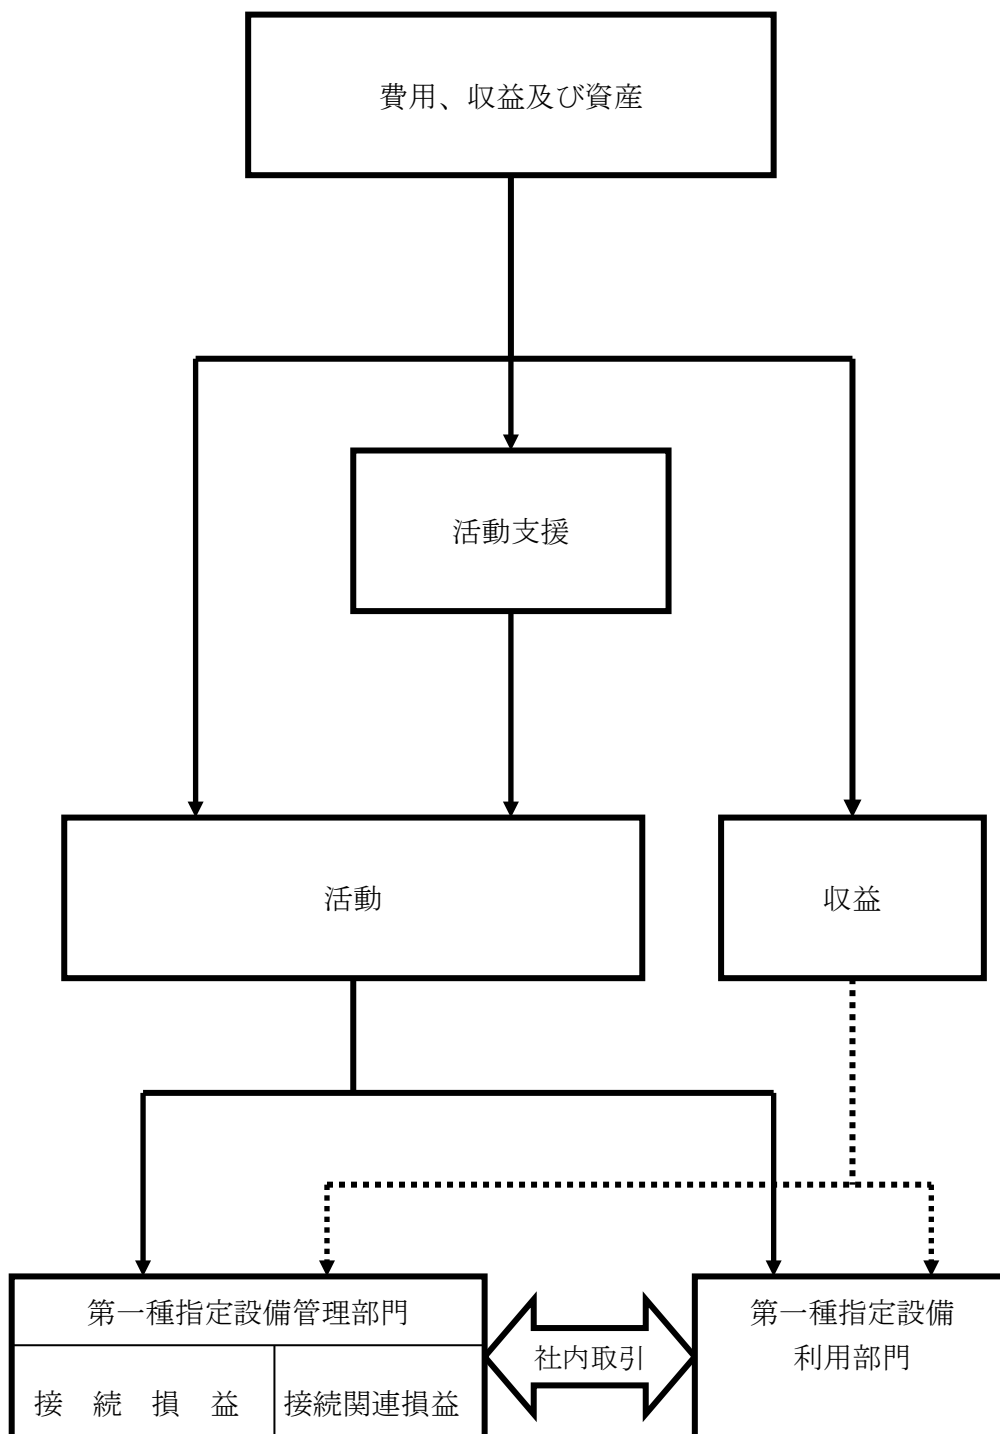 費用、収益及び資産
活動支援
活動
収益
第一種指定設備管理部門
接続損益
接続関連損益
社内取引
第一種指定設備
利用部門